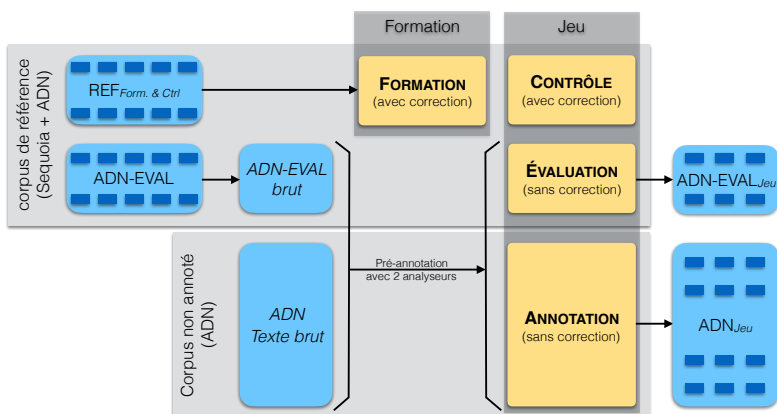 Formation
Jeu
corpus de référence
(Sequoia + ADN)
REFForm. & Ctrl
FORMATION
(avec correction)
CONTRÔLE
(avec correction)
ADN-EVAL
ADN-EVAL
brut
ÉVALUATION
(sans correction)
ADN-EVALJeu
Corpus non annoté
(ADN)
ADN
Texte brut
Pré-annotation
avec 2 analyseurs
ANNOTATION
(sans correction)
ADNJeu